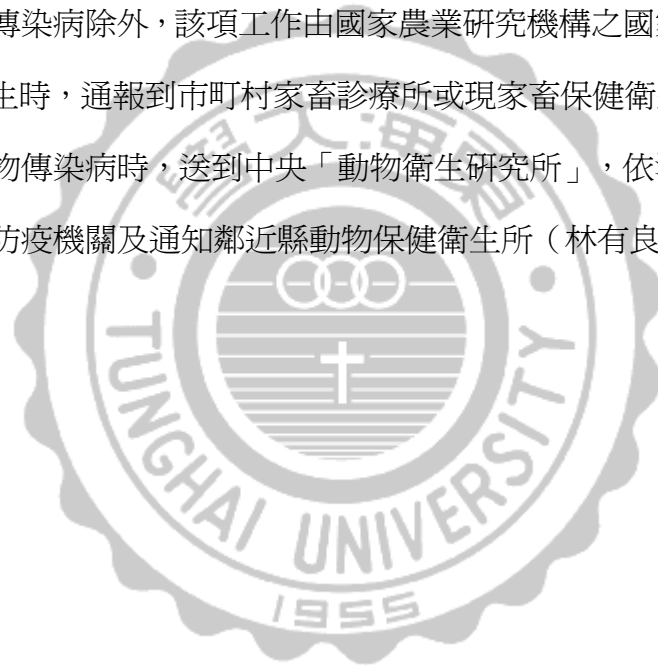 傳染病除外，該項工作由國家農業研究機構之國
生時，通報到市町村家畜診療所或現家畜保健衛
物傳染病時，送到中央「動物衛生研究所」，依
防疫機關及通知鄰近縣動物保健衛生所（林有良
學大海東
TUNGHAI UNIVERSITY
1955